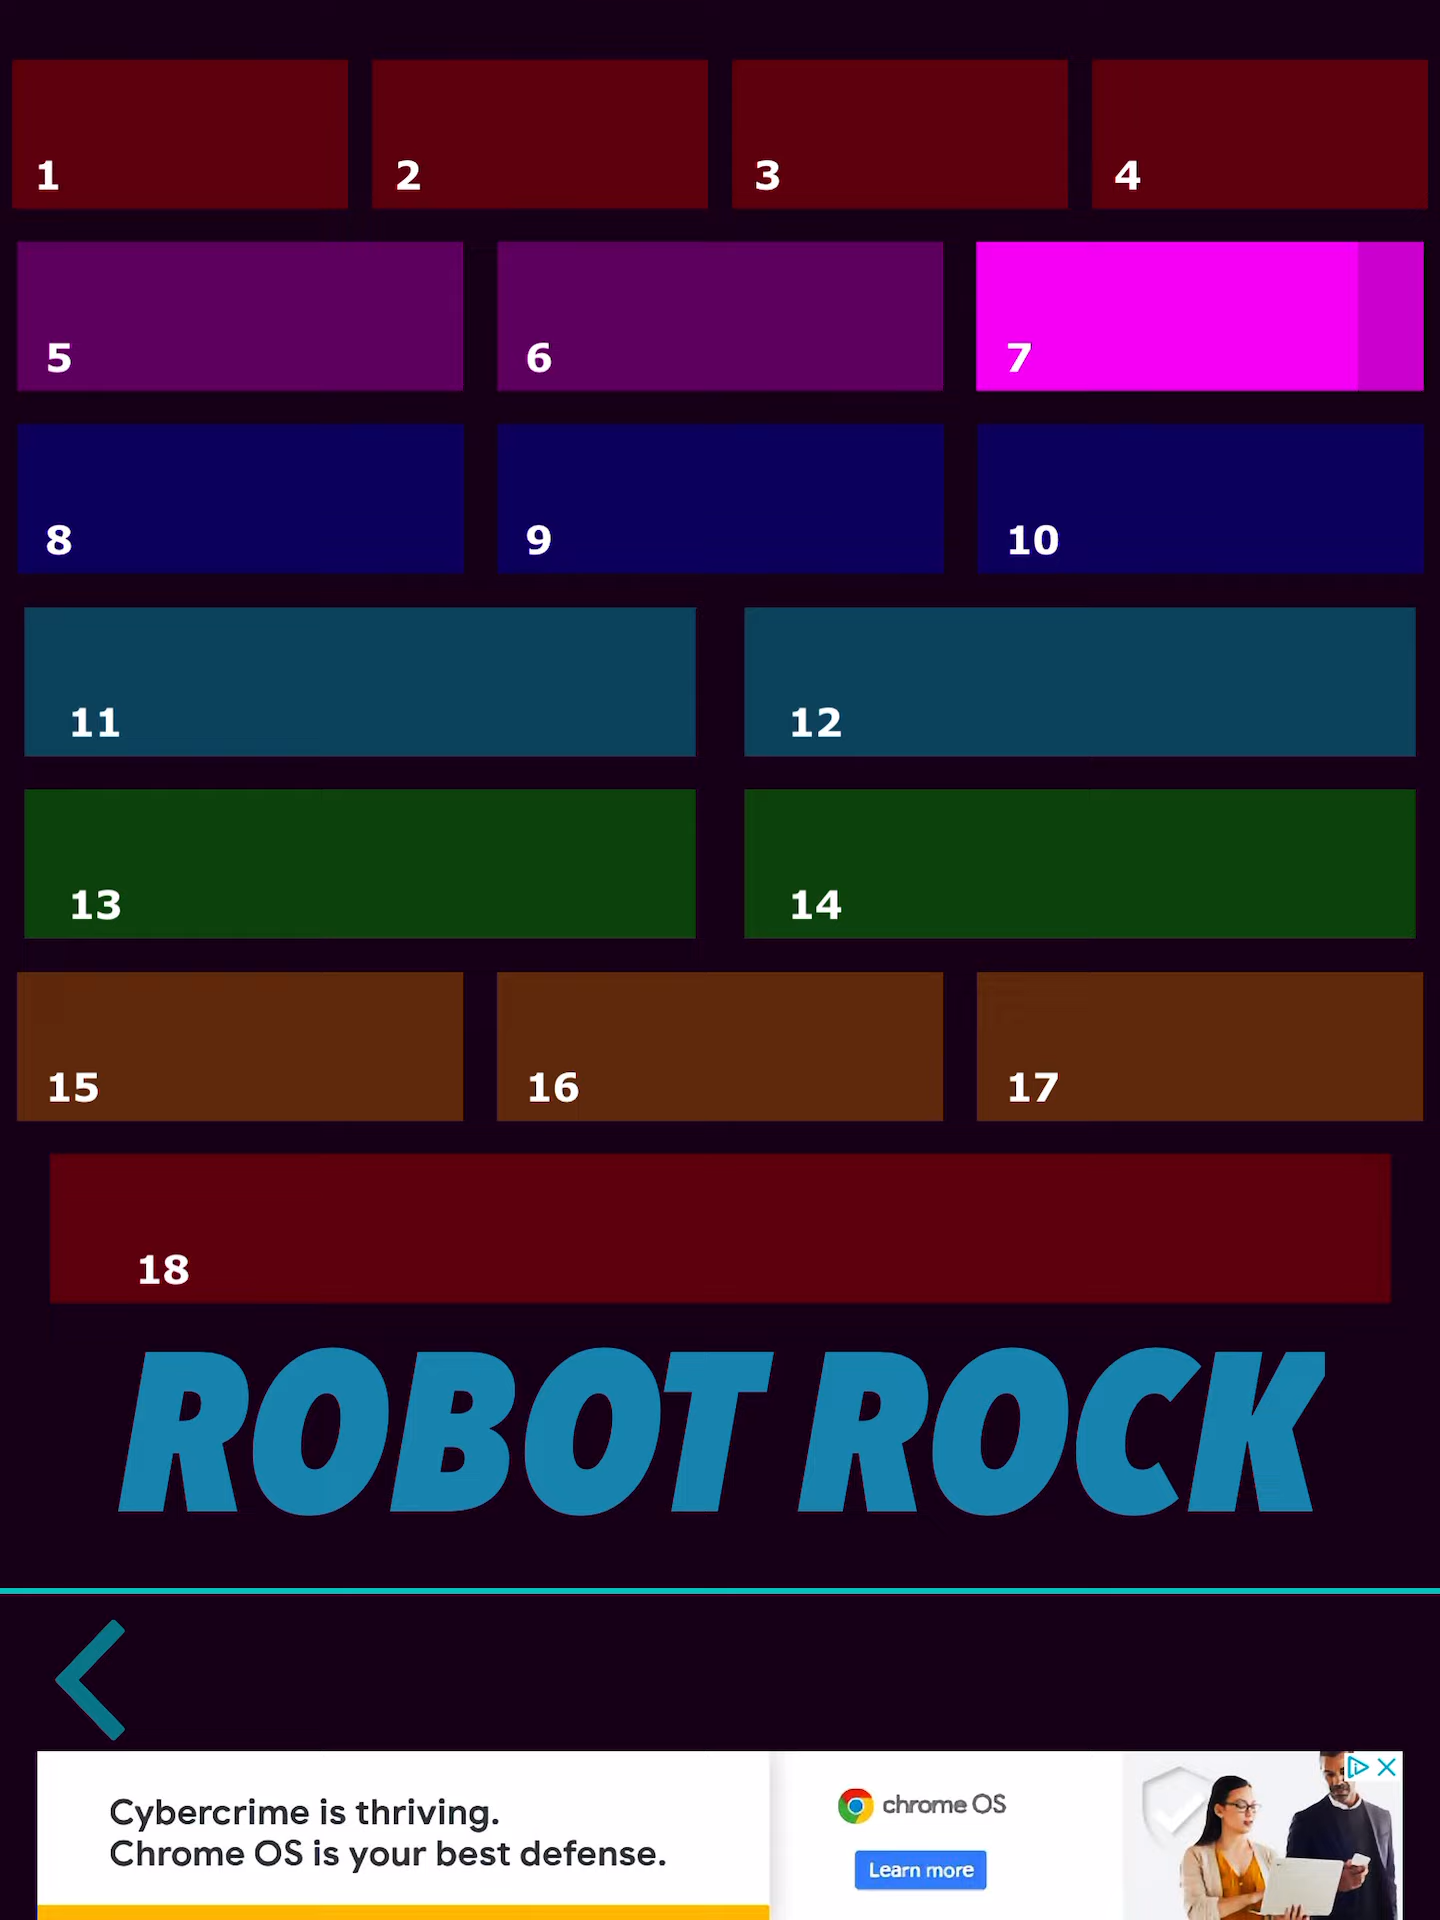 1 2 3 4
5 6 7
8 9 10
11 12
13 14
15 16 17
18
ROBOT ROCK
Cybercrime is thriving.
Chrome OS is your best defense.
chrome OS
Learn more